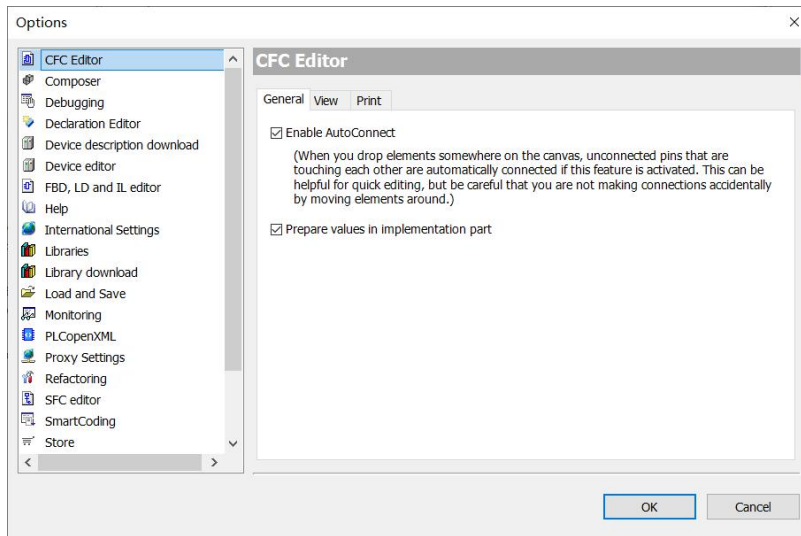 Options
CFC Editor
Composer
Debugging
Declaration Editor
Device description download
Device editor
FBD, LD and IL editor
Help
International Settings
Libraries
Library download
Load and Save
Monitoring
PLCopenXML
Proxy Settings
Refactoring
SFC editor
SmartCoding
Store
CFC Editor
General View Print
Enable AutoConnect
(When you drop elements somewhere on the canvas, unconnected pins that are
touching each other are automatically connected if this feature is activated. This can be
helpful for quick editing, but be careful that you are not making connections accidentally
by moving elements around.)
Prepare values in implementation part
OK Cancel